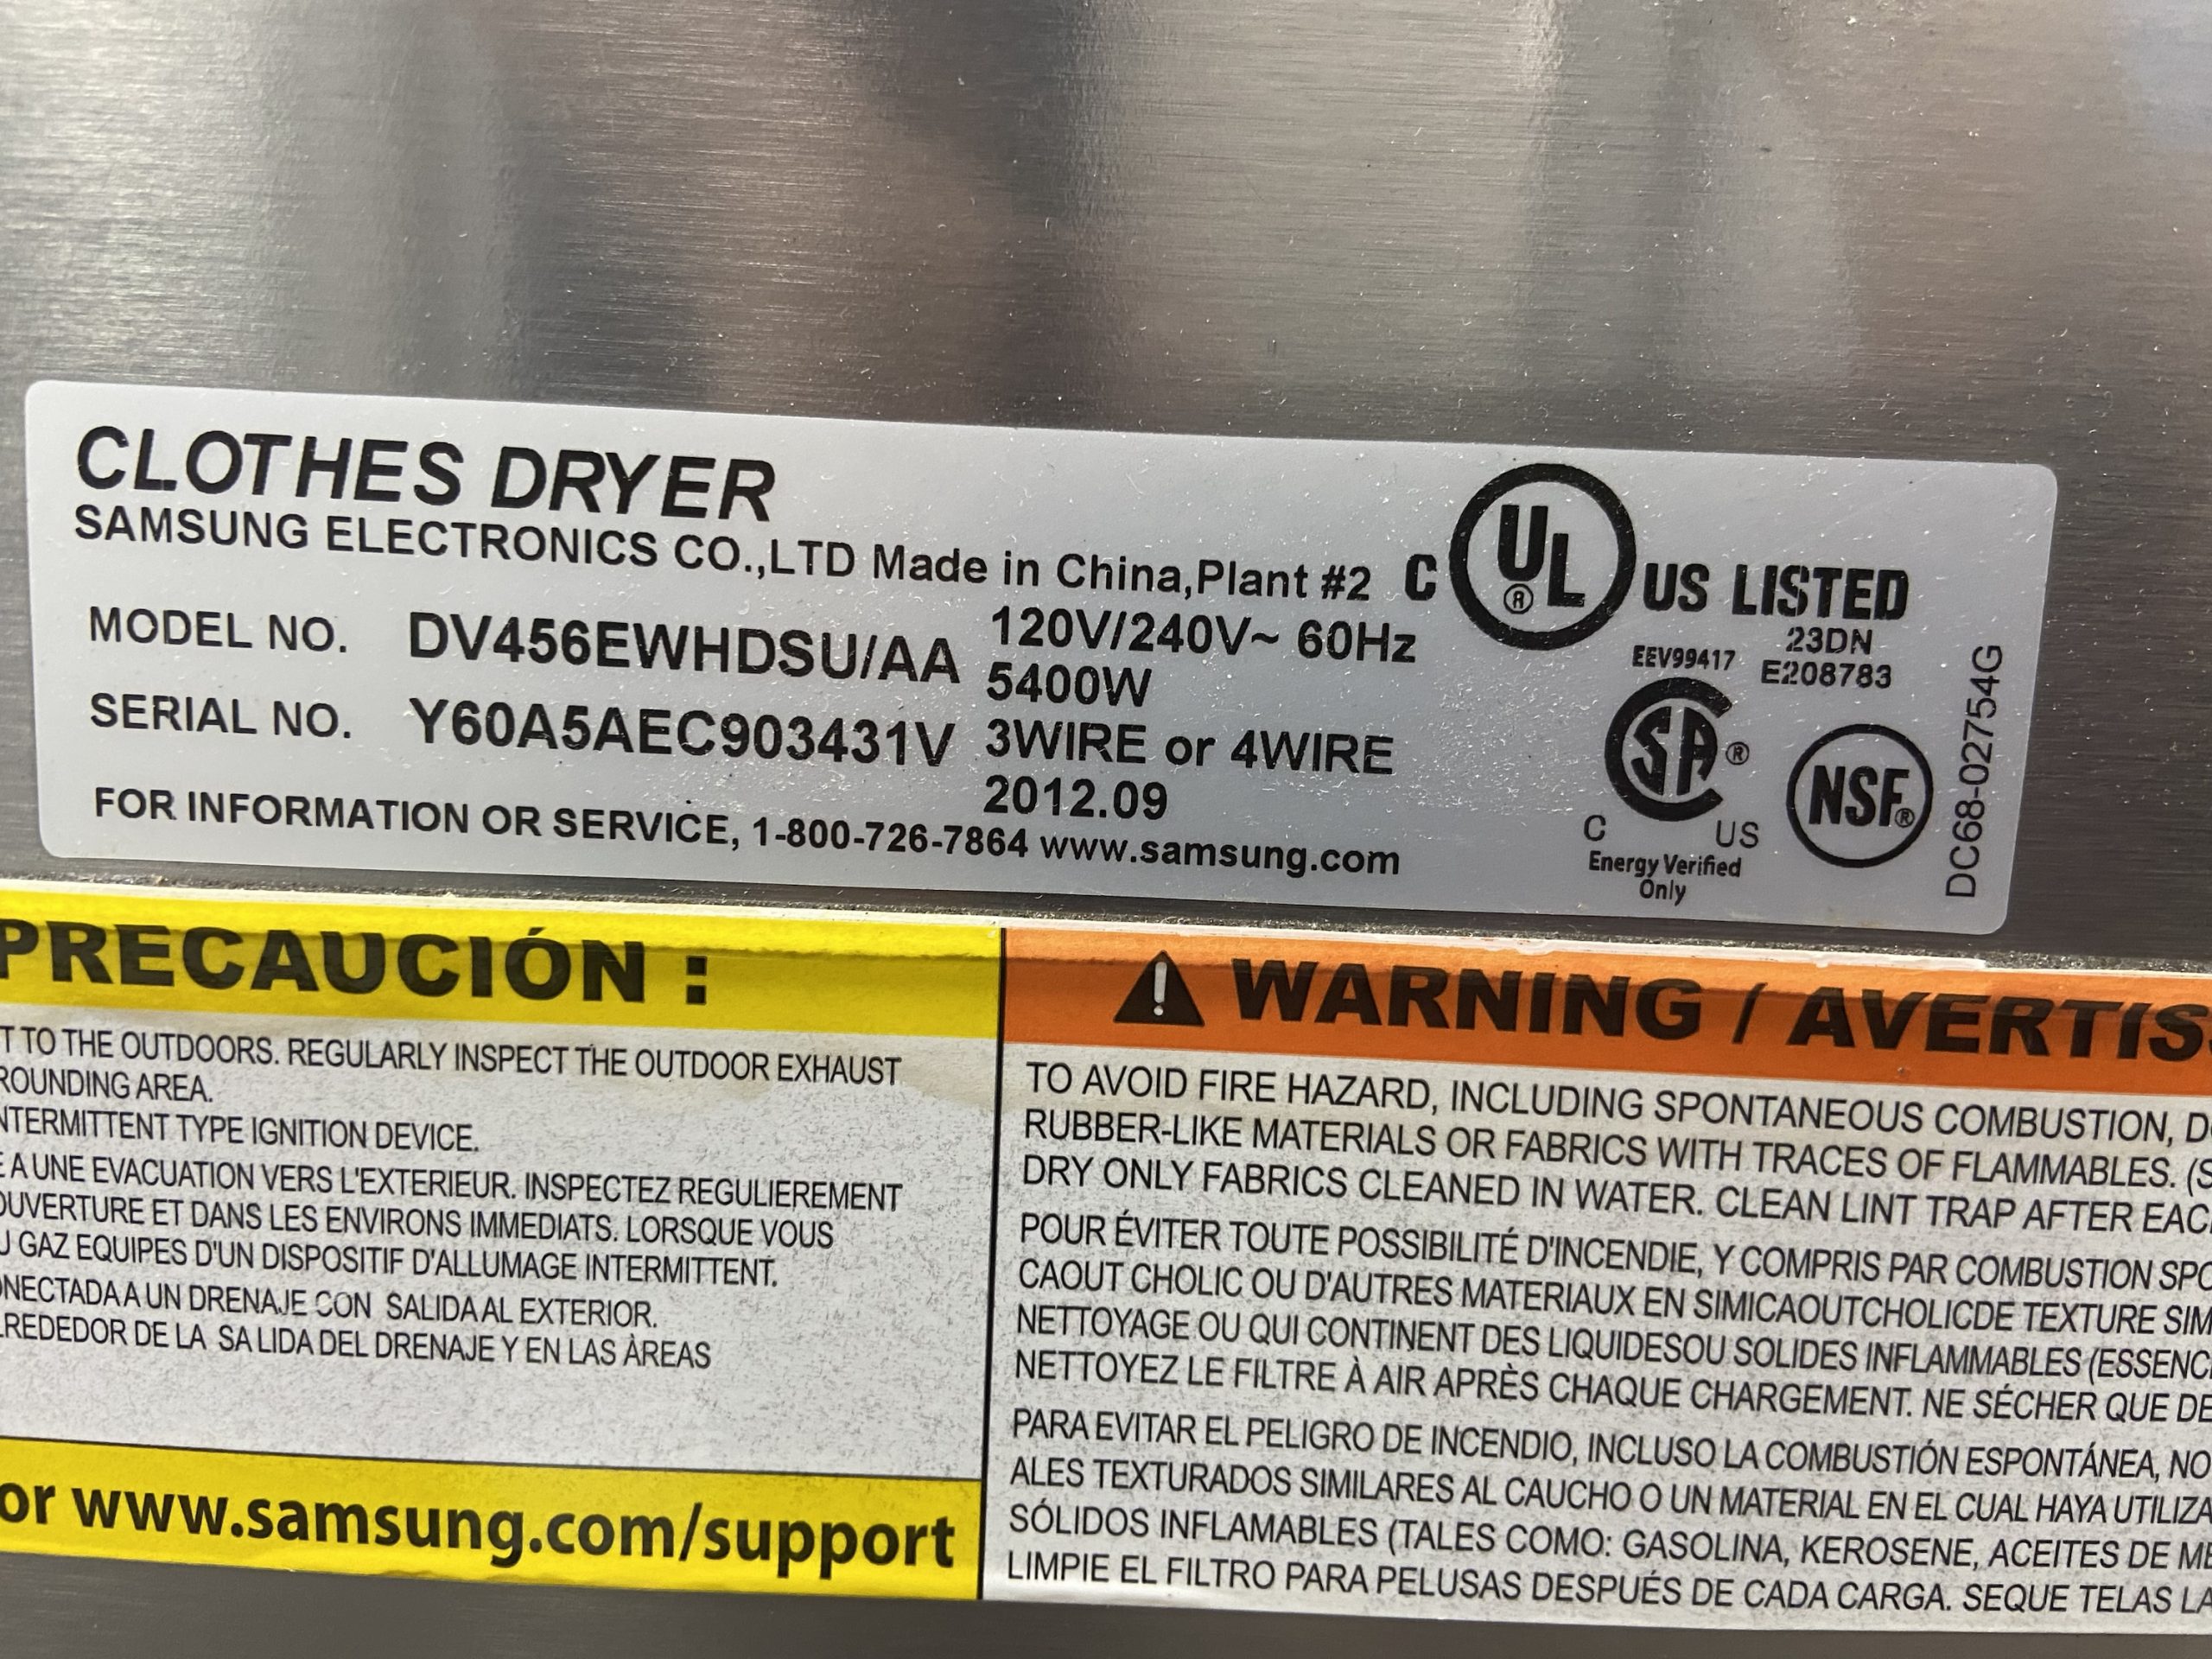 CLOTHES DRYER
SAMSUNG ELECTRONICS CO.,LTD Made in China,Plant #2
MODEL NO. DV456EWHDSU/AA
SERIAL NO. Y60A5AEC903431V
120V/240V~ 60Hz
5400W
3WIRE or 4WIRE
2012.09
FOR INFORMATION OR SERVICE, 1-800-726-7864 www.samsung.com
C UL® US LISTED
23DN
EEV99417 E208783
SA®
C US
Energy Verified
Only
NSF®
DC68-02754G
PRECAUCIÓN :
T TO THE OUTDOORS. REGULARLY INSPECT THE OUTDOOR EXHAUST
ROUNDING AREA.
NTERMITTENT TYPE IGNITION DEVICE.
E A UNE EVACUATION VERS L'EXTERIEUR. INSPECTEZ REGULIEREMENT
OUVERTURE ET DANS LES ENVIRONS IMMEDIATS. LORSQUE VOUS
U GAZ EQUIPES D'UN DISPOSITIF D'ALLUMAGE INTERMITTENT.
ONECTADA A UN DRENAJE CON SALIDA AL EXTERIOR.
LREDEDOR DE LA SA LIDA DEL DRENAJE Y EN LAS ÀREAS
or www.samsung.com/support
WARNING / AVERTIS
TO AVOID FIRE HAZARD, INCLUDING SPONTANEOUS COMBUSTION, D
RUBBER-LIKE MATERIALS OR FABRICS WITH TRACES OF FLAMMABLES. (S
DRY ONLY FABRICS CLEANED IN WATER. CLEAN LINT TRAP AFTER EAC
POUR ÉVITER TOUTE POSSIBILITÉ D'INCENDIE, Y COMPRIS PAR COMBUSTION SPO
CAOUT CHOLIC OU D'AUTRES MATERIAUX EN SIMICAOUTCHOLICDE TEXTURE SIM
NETTOYAGE OU QUI CONTINENT DES LIQUIDESOU SOLIDES INFLAMMABLES (ESSENC
NETTOYEZ LE FILTRE À AIR APRÈS CHAQUE CHARGEMENT. NE SÉCHER QUE DE
PARA EVITAR EL PELIGRO DE INCENDIO, INCLUSO LA COMBUSTIÓN ESPONTÁNEA, NO
ALES TEXTURADOS SIMILARES AL CAUCHO O UN MATERIAL EN EL CUAL HAYA UTILIZA
SÓLIDOS INFLAMABLES (TALES COMO: GASOLINA, KEROSENE, ACEITES DE ME
LIMPIE EL FILTRO PARA PELUSAS DESPUÉS DE CADA CARGA. SEQUE TELAS LA